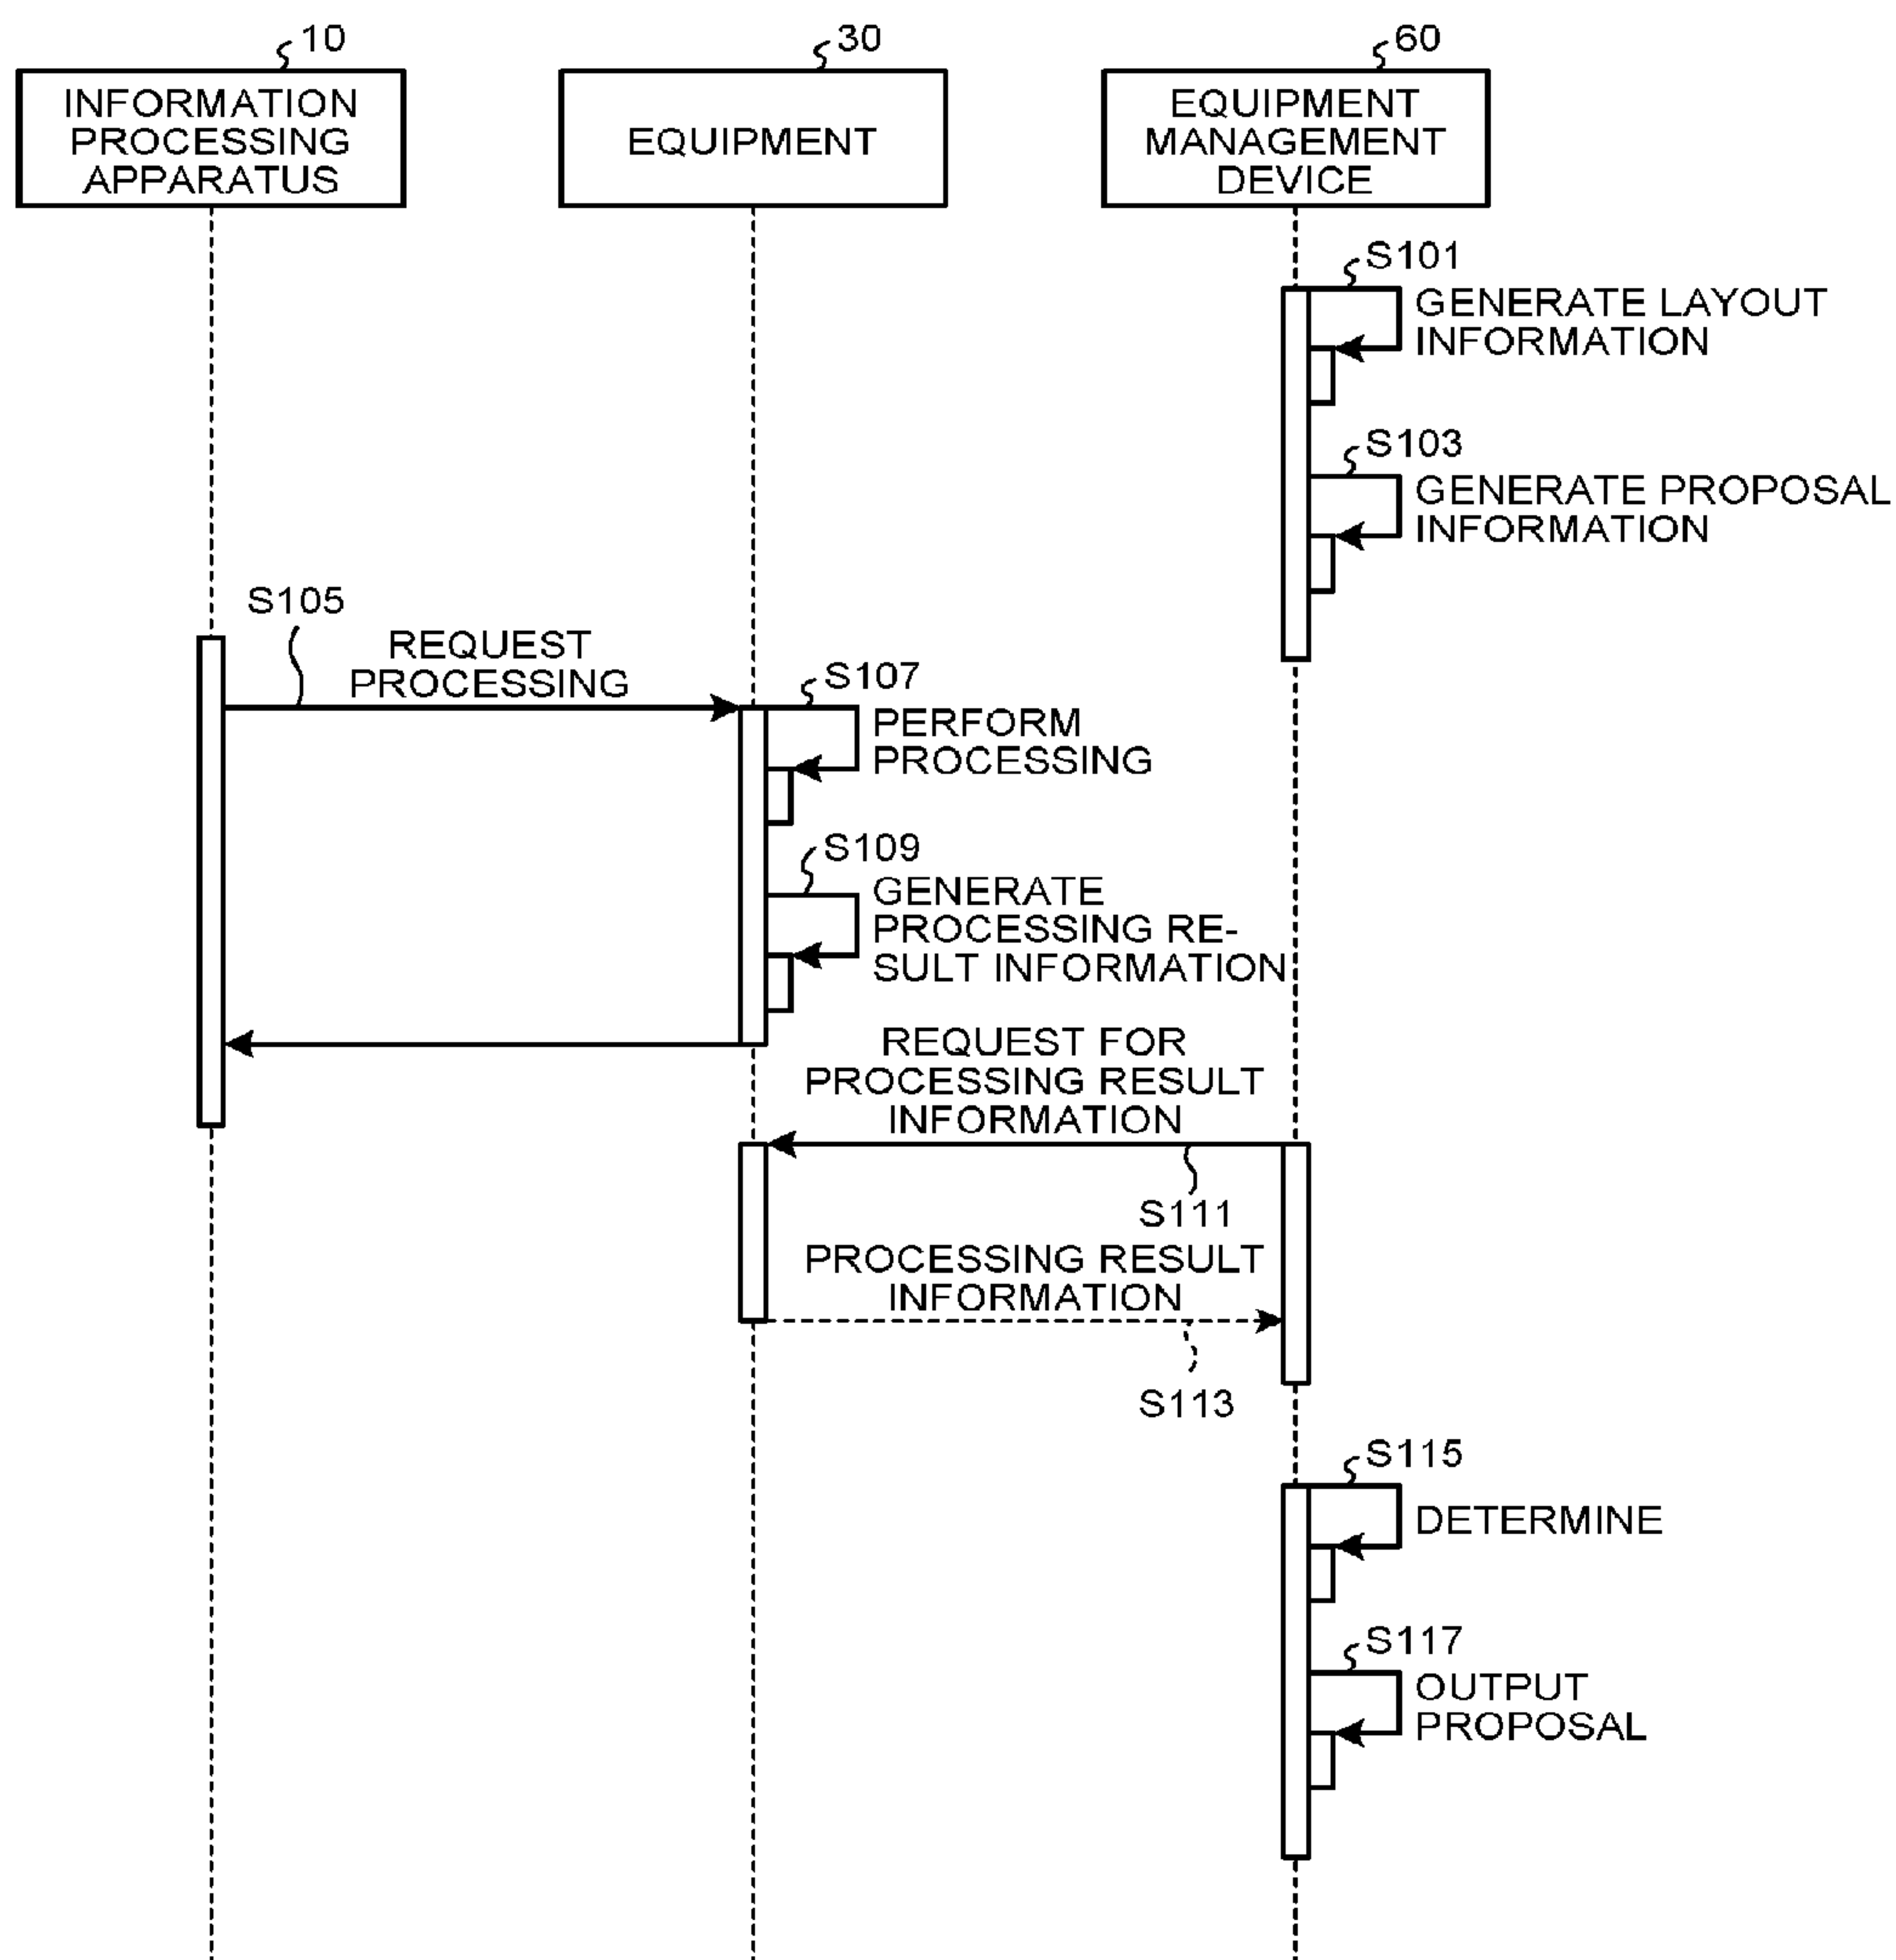 10
30
60
INFORMATION
PROCESSING
APPARATUS
EQUIPMENT
EQUIPMENT
MANAGEMENT
DEVICE
S101
GENERATE LAYOUT
INFORMATION
S103
GENERATE PROPOSAL
INFORMATION
S105
REQUEST
PROCESSING
S107
PERFORM
PROCESSING
S109
GENERATE
PROCESSING RE-
SULT INFORMATION
REQUEST FOR
PROCESSING RESULT
INFORMATION
S111
PROCESSING RESULT
INFORMATION
S113
S115
DETERMINE
S117
OUTPUT
PROPOSAL